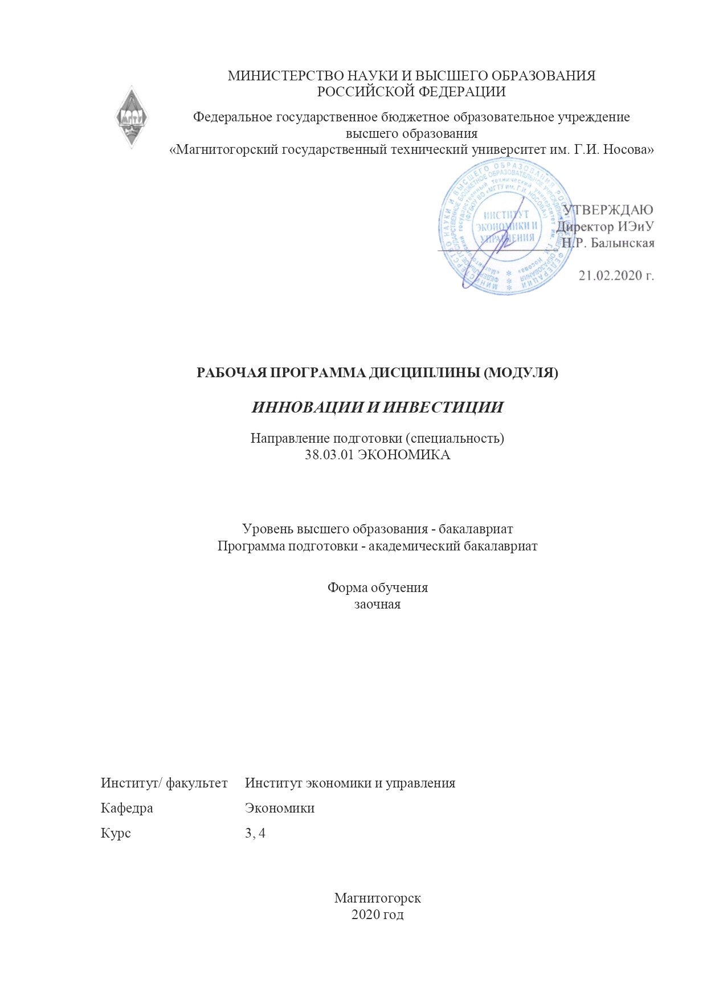 МИНИСТЕРСТВО НАУКИ И ВЫСШЕГО ОБРАЗОВАНИЯ
РОССИЙСКОЙ ФЕДЕРАЦИИ
МГТУ
Федеральное государственное бюджетное образовательное учреждение
высшего образования
«Магнитогорский государственный технический университет им. Г.И. Носова»
УТВЕРЖДАЮ
Директор ИЭиУ
Н.Р. Балынская
21.02.2020 г.
ИНСТИТУТ
ЭКОНОМИКИ И
УПРАВЛЕНИЯ
РАБОЧАЯ ПРОГРАММА ДИСЦИПЛИНЫ (МОДУЛЯ)
ИННОВАЦИИ И ИНВЕСТИЦИИ
Направление подготовки (специальность)
38.03.01 ЭКОНОМИКА
Уровень высшего образования - бакалавриат
Программа подготовки - академический бакалавриат
Форма обучения
заочная
Институт/ факультет Институт экономики и управления
Кафедра Экономики
Курс 3, 4
Магнитогорск
2020 год